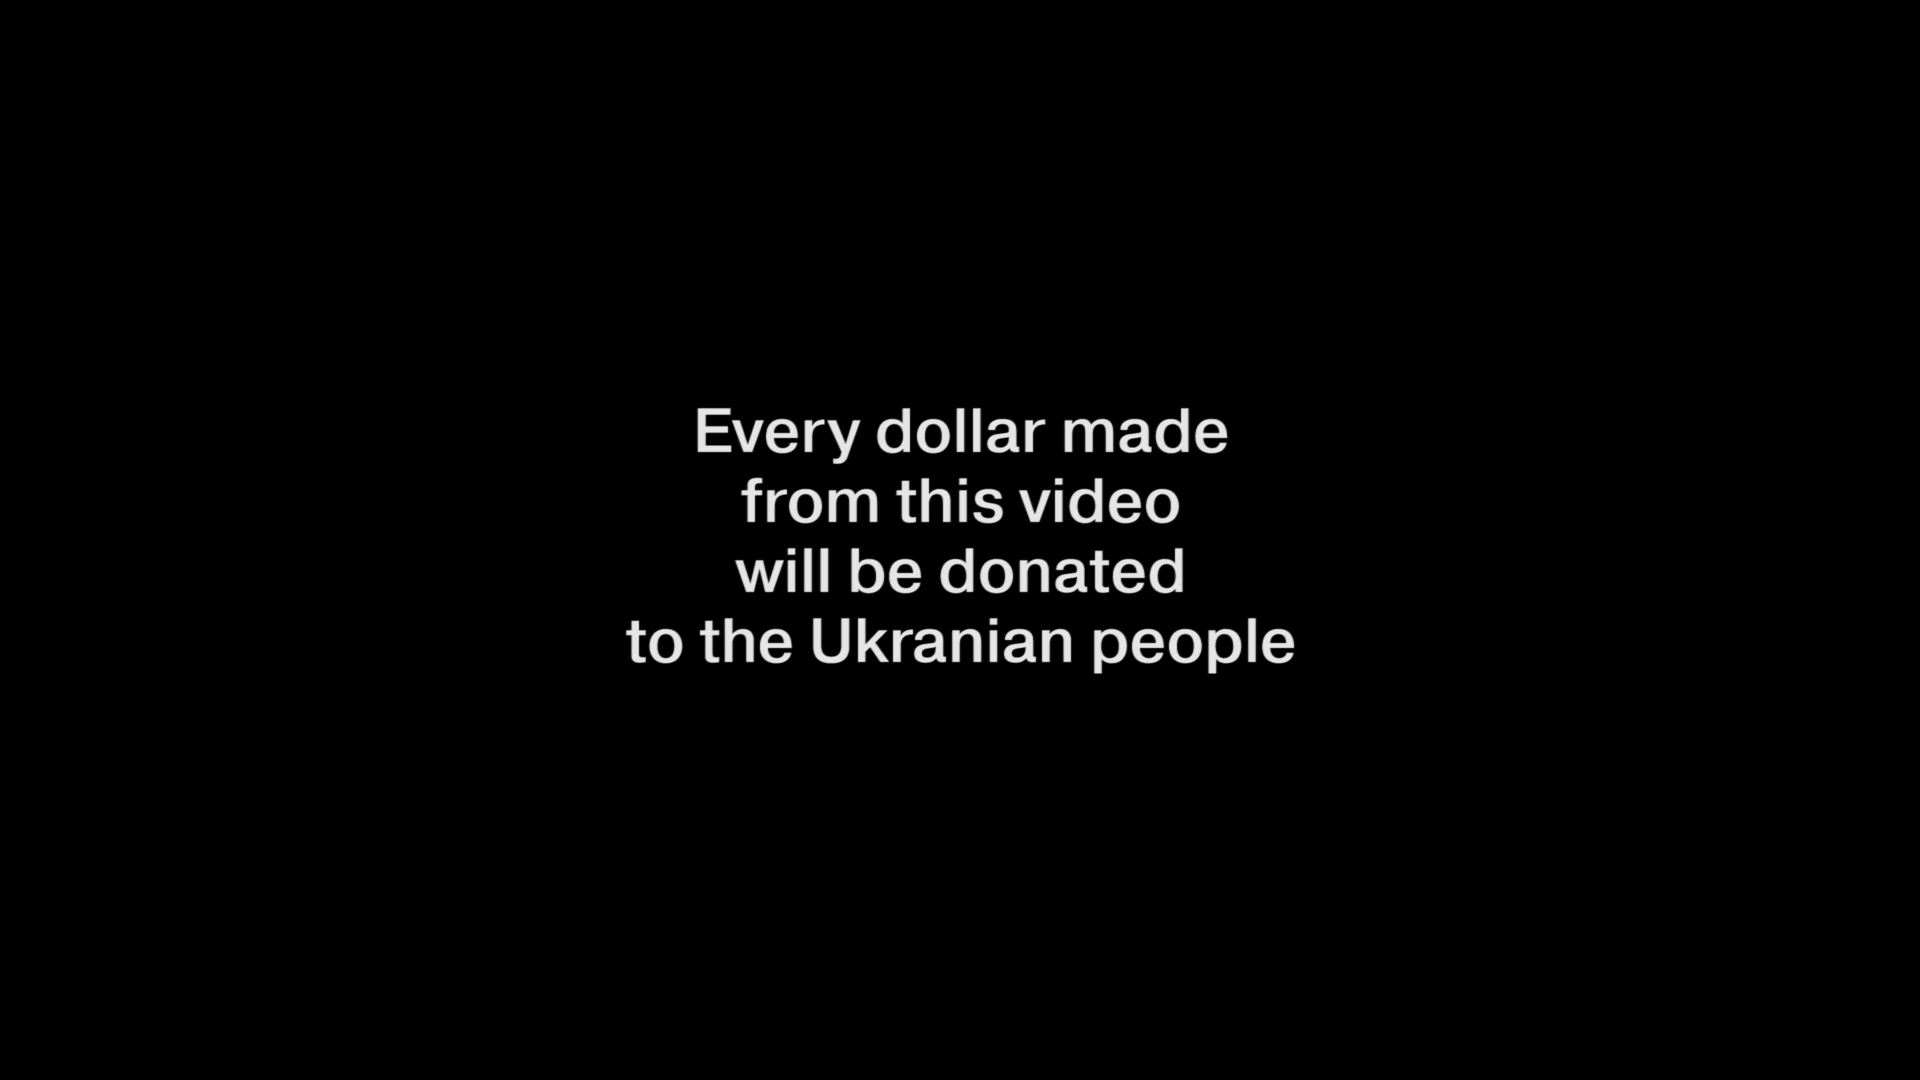 Every dollar made
from this video
will be donated
to the Ukranian people